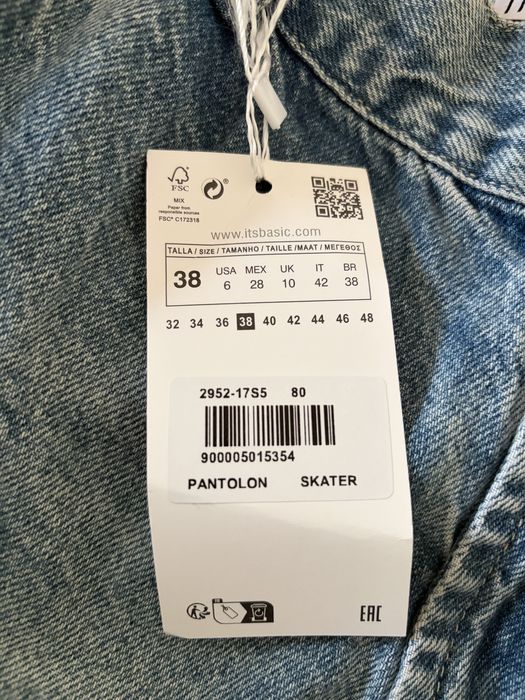 FSC
MIX
Paper from
responsible sources
FSC® C172318
www.itsbasic.com
TALLA / SIZE / TAMANHO / TAILLE /MAAT / ΜΕΓΕΘΟΣ
38 USA MEX UK IT BR
6 28 10 42 38
32 34 36 38 40 42 44 46 48
2952-17S5 80
900005015354
PANTOLON SKATER
EAC